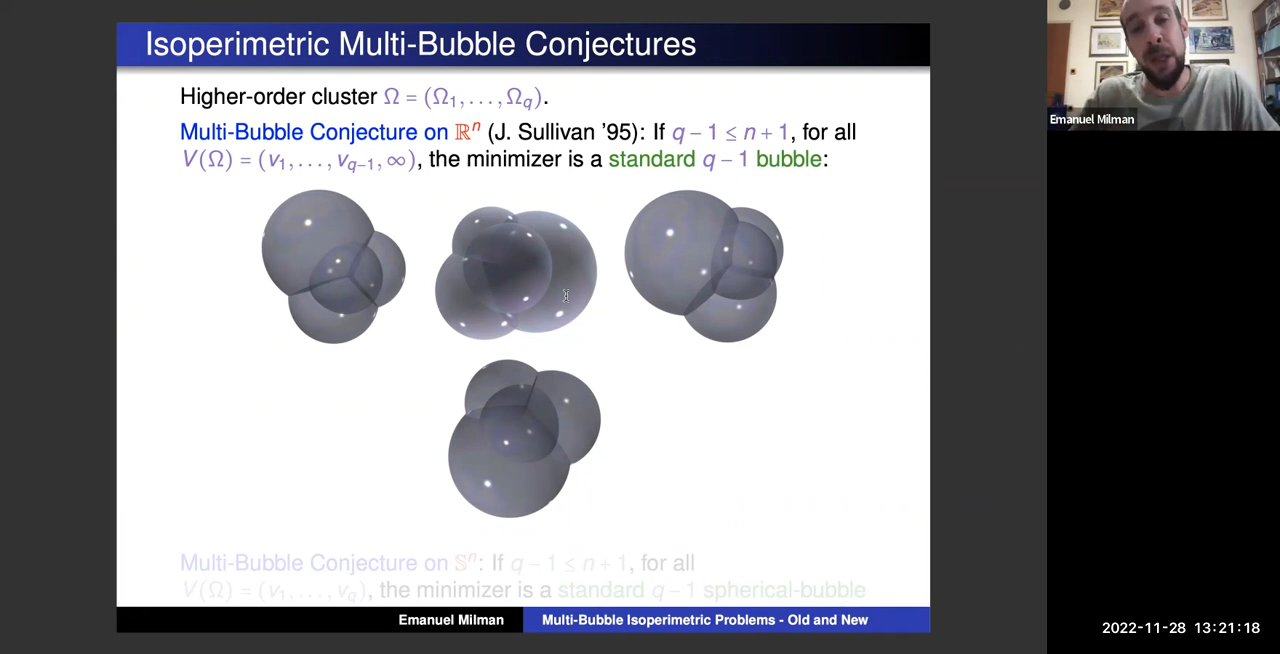 Isoperimetric Multi-Bubble Conjectures
Higher-order cluster Ω = (Ω₁, . . . , Ω_q).
Multi-Bubble Conjecture on ℝⁿ (J. Sullivan '95): If q − 1 ≤ n + 1, for all
V(Ω) = (v₁, . . . , v_{q−1}, ∞), the minimizer is a standard q − 1 bubble:
Multi-Bubble Conjecture on 𝕊ⁿ: If q − 1 ≤ n + 1, for all
V(Ω) = (v₁, . . . , v_q), the minimizer is a standard q − 1 spherical-bubble
Emanuel Milman
Multi-Bubble Isoperimetric Problems - Old and New
Emanuel Milman
2022-11-28 13:21:18